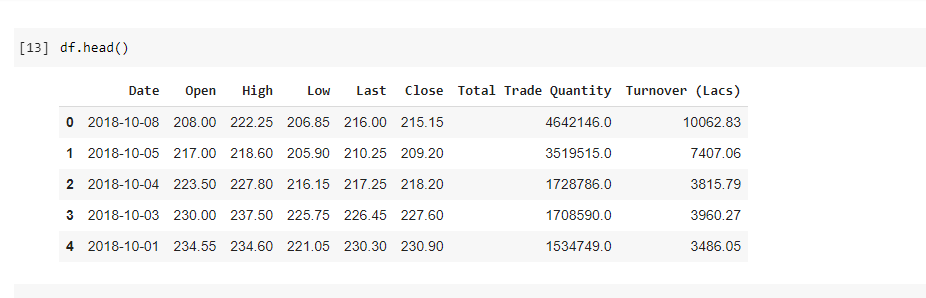 [13] df.head()
Date Open High Low Last Close Total Trade Quantity Turnover (Lacs)
0 2018-10-08 208.00 222.25 206.85 216.00 215.15 4642146.0 10062.83
1 2018-10-05 217.00 218.60 205.90 210.25 209.20 3519515.0 7407.06
2 2018-10-04 223.50 227.80 216.15 217.25 218.20 1728786.0 3815.79
3 2018-10-03 230.00 237.50 225.75 226.45 227.60 1708590.0 3960.27
4 2018-10-01 234.55 234.60 221.05 230.30 230.90 1534749.0 3486.05